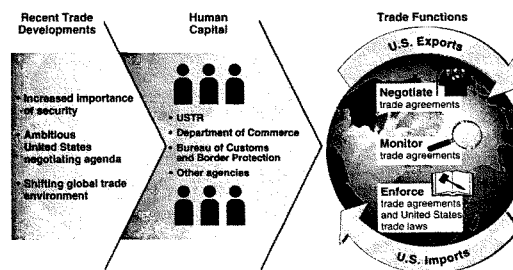 Recent Trade
Developments
• Increased importance
of security
• Ambitious
United States
negotiating agenda
• Shifting global trade
environment
Human
Capital
• USTR
• Department of Commerce
• Bureau of Customs
and Border Protection
• Other agencies
Trade Functions
U.S. Exports
Negotiate
trade agreements
Monitor
trade agreements
Enforce
trade agreements
and United States
trade laws
U.S. Imports